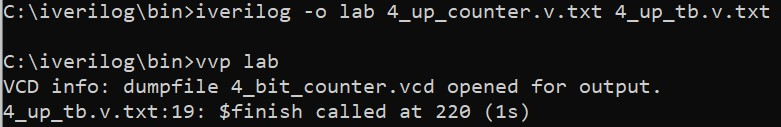 C:\iverilog\bin>iverilog -o lab 4_up_counter.v.txt 4_up_tb.v.txt
C:\iverilog\bin>vvp lab
VCD info: dumpfile 4_bit_counter.vcd opened for output.
4_up_tb.v.txt:19: $finish called at 220 (1s)